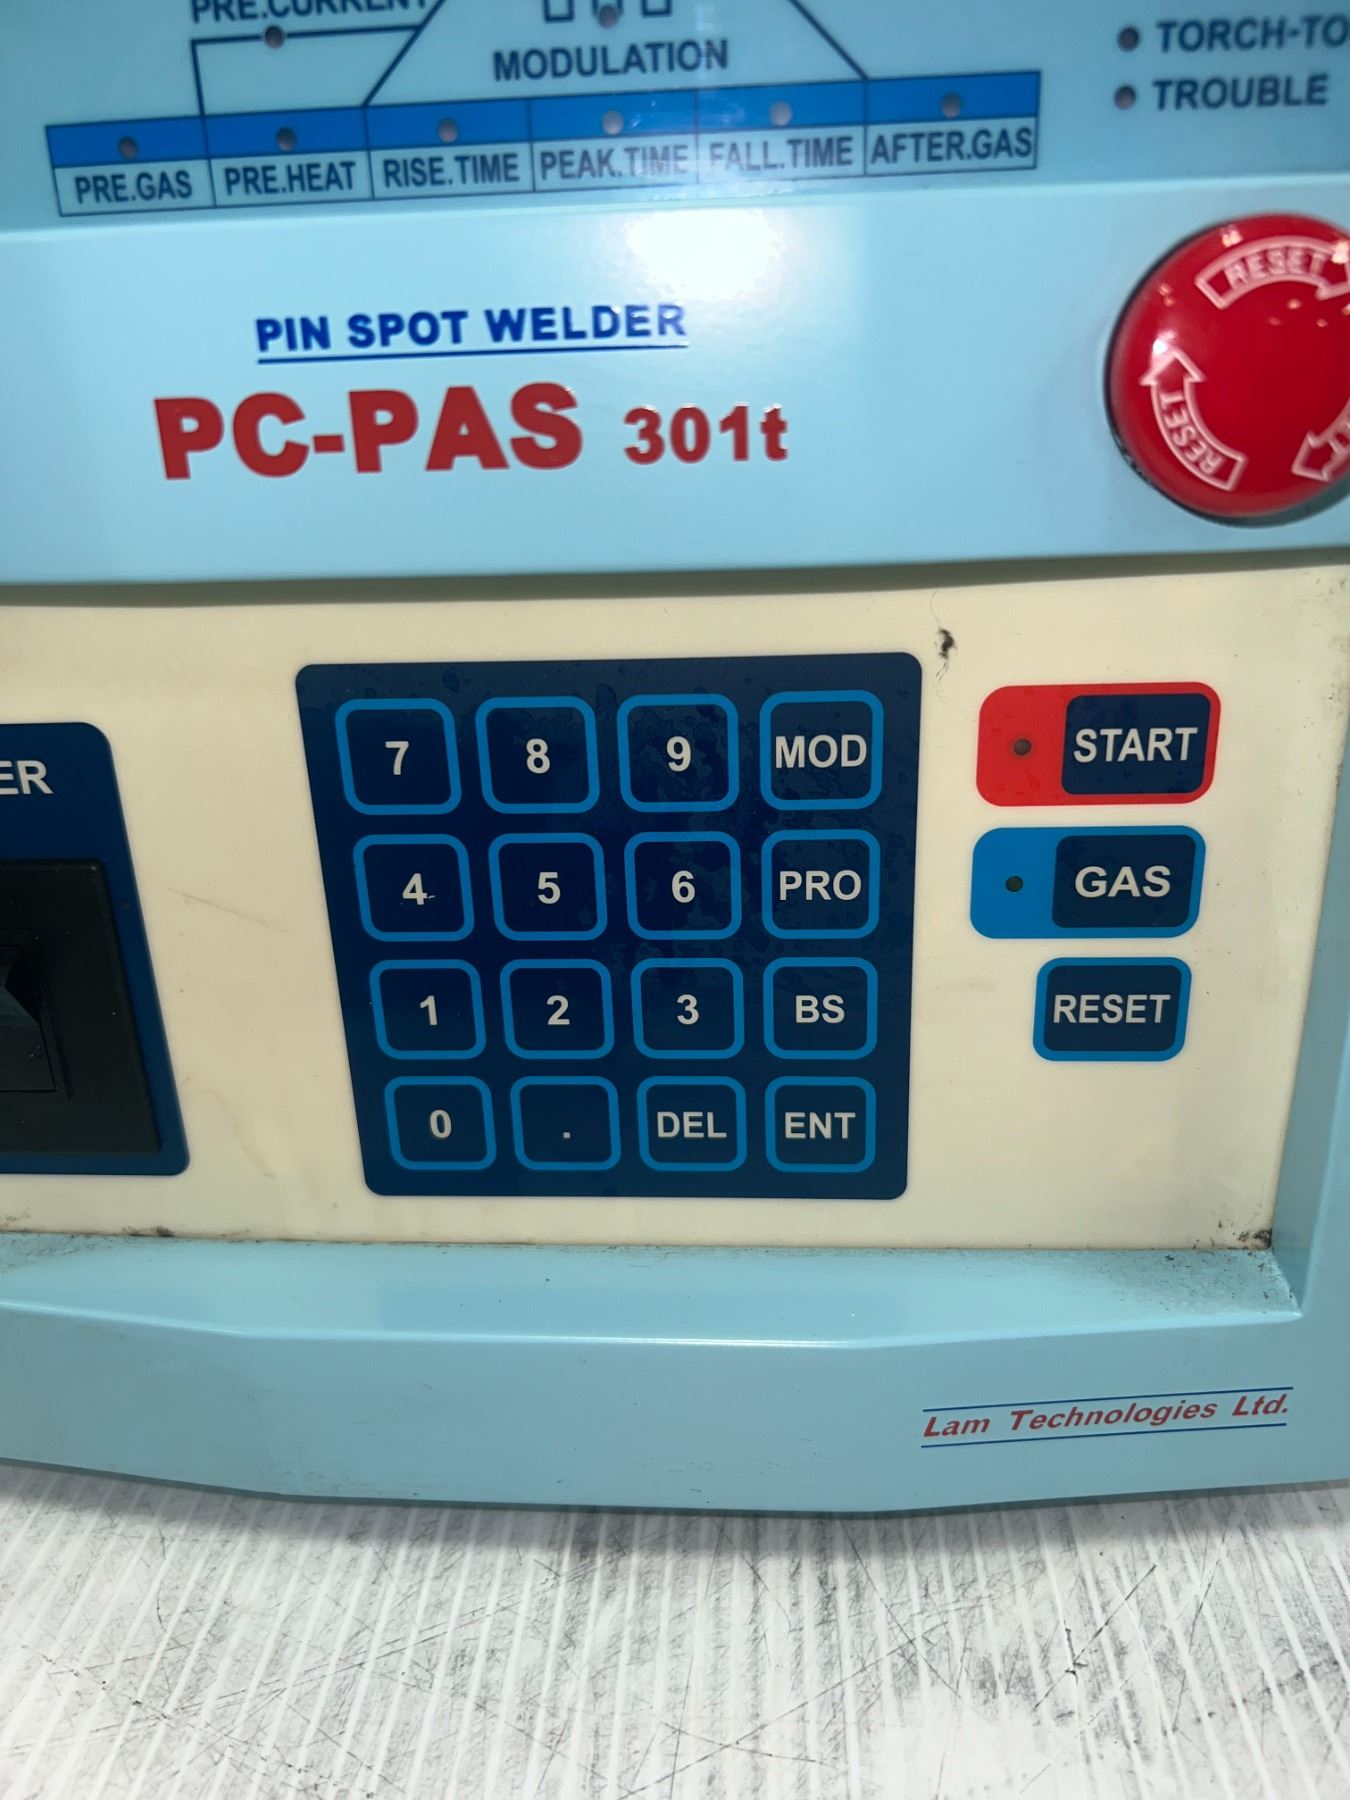 PRE.CURRENT
MODULATION
TORCH-TO
TROUBLE
PRE.GAS PRE.HEAT RISE.TIME PEAK.TIME FALL.TIME AFTER.GAS
RESET
RESET
PIN SPOT WELDER
PC-PAS 301t
ER
7 8 9 MOD
START
4 5 6 PRO
GAS
1 2 3 BS
RESET
0 . DEL ENT
Lam Technologies Ltd.